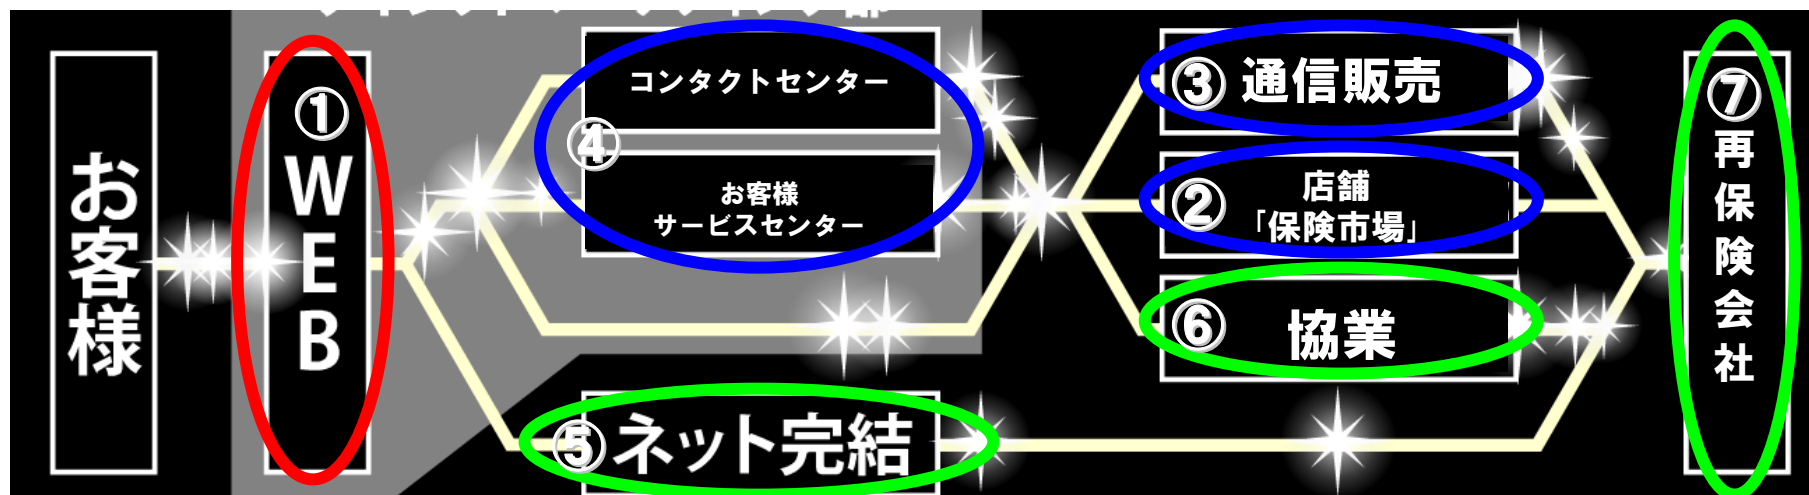 お客様
①
WEB
コンタクトセンター
④
お客様
サービスセンター
⑤ネット完結
③通信販売
②店舗
「保険市場」
⑥協業
⑦再保険会社